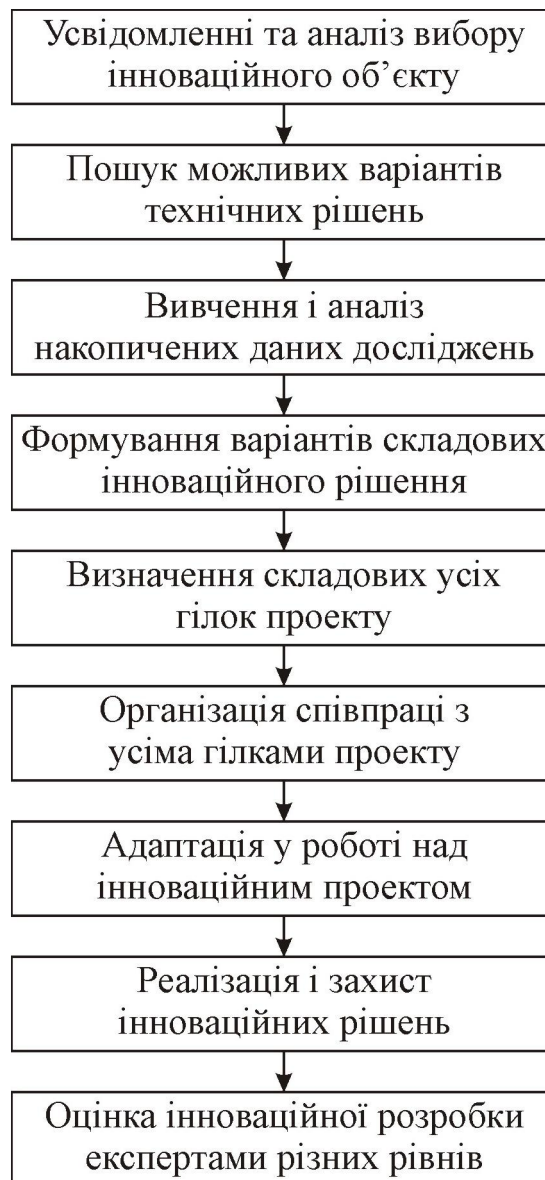 Усвідомленні та аналіз вибору
інноваційного об’єкту
Пошук можливих варіантів
технічних рішень
Вивчення і аналіз
накопичених даних досліджень
Формування варіантів складових
інноваційного рішення
Визначення складових усіх
гілок проекту
Організація співпраці з
усіма гілками проекту
Адаптація у роботі над
інноваційним проектом
Реалізація і захист
інноваційних рішень
Оцінка інноваційної розробки
експертами різних рівнів